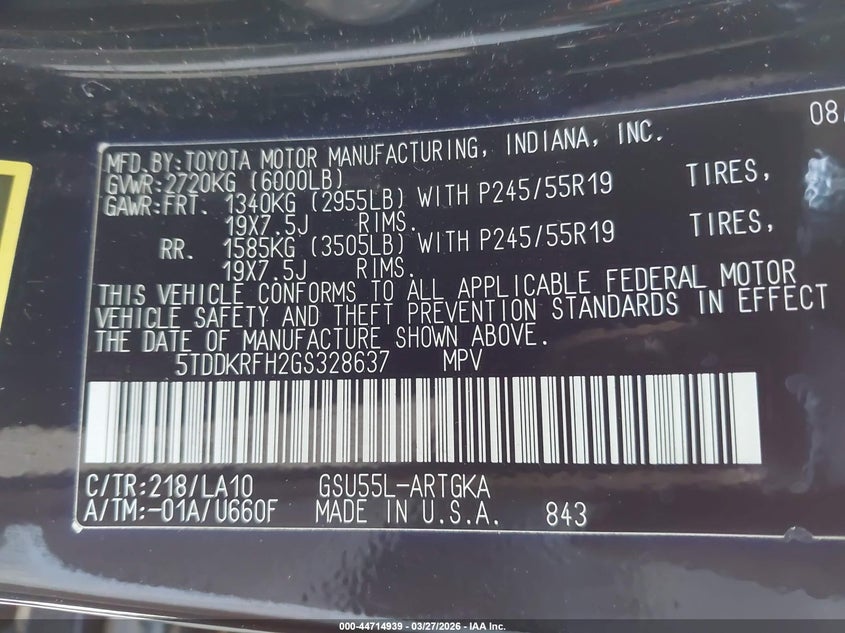 08/
MFD.BY:TOYOTA MOTOR MANUFACTURING, INDIANA, INC.
GVWR:2720KG (6000LB)
GAWR:FRT. 1340KG (2955LB) WITH P245/55R19 TIRES,
19X7.5J RIMS.
RR. 1585KG (3505LB) WITH P245/55R19 TIRES,
19X7.5J RIMS.
THIS VEHICLE CONFORMS TO ALL APPLICABLE FEDERAL MOTOR
VEHICLE SAFETY AND THEFT PREVENTION STANDARDS IN EFFECT
THE DATE OF MANUFACTURE SHOWN ABOVE.
5TDDKRFH2GS328637 MPV
C/TR:218/LA10 GSU55L-ARTGKA
A/TM:-01A/U660F MADE IN U.S.A. 843
000-44714939 - 03/27/2026 - IAA Inc.